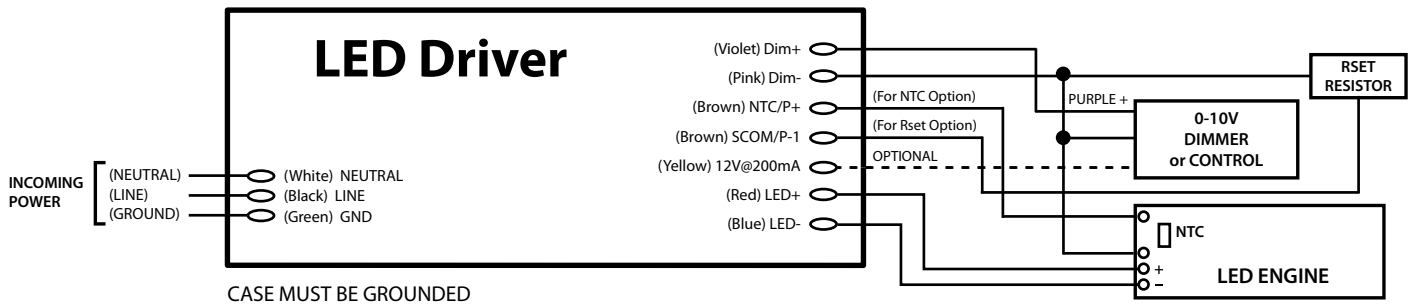 LED Driver
(Violet) Dim+
(Pink) Dim-
(Brown) NTC/P+
(Brown) SCOM/P-1
(Yellow) 12V@200mA
(Red) LED+
(Blue) LED-
(For NTC Option)
(For Rset Option)
OPTIONAL
PURPLE +
RSET
RESISTOR
0-10V
DIMMER
or CONTROL
INCOMING
POWER
(NEUTRAL)
(LINE)
(GROUND)
(White) NEUTRAL
(Black) LINE
(Green) GND
NTC
+
–
LED ENGINE
CASE MUST BE GROUNDED